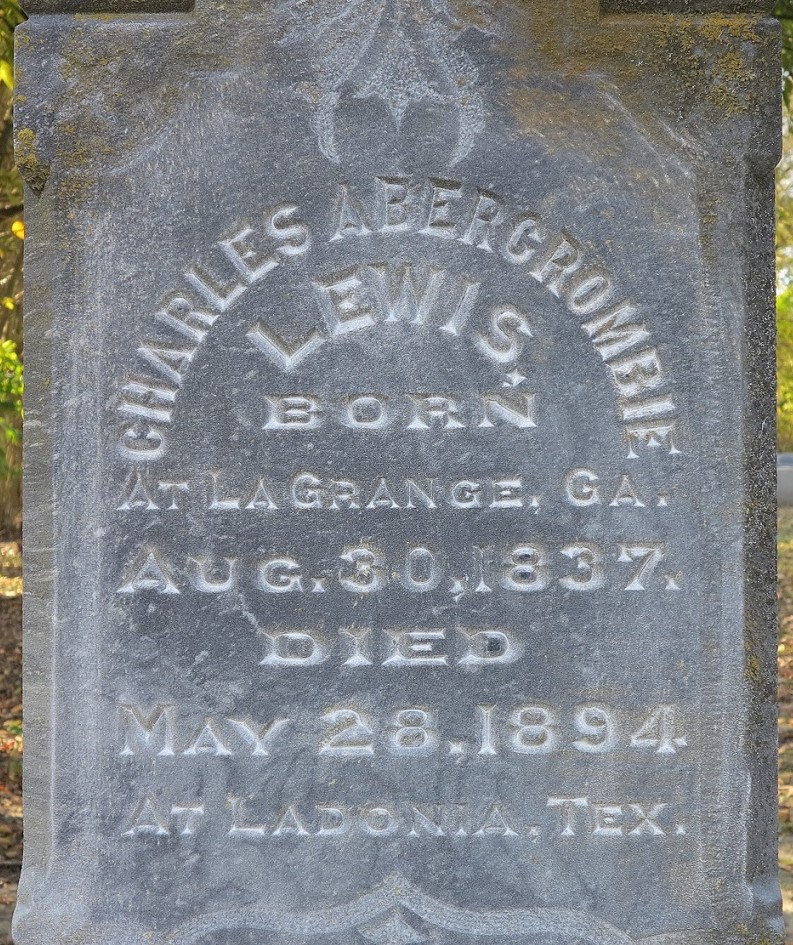 CHARLES ABERCROMBIE
LEWIS.
BORN
AT LAGRANGE, GA.
AUG. 30, 1837.
DIED
MAY 28, 1894.
AT LADONIA, TEX.